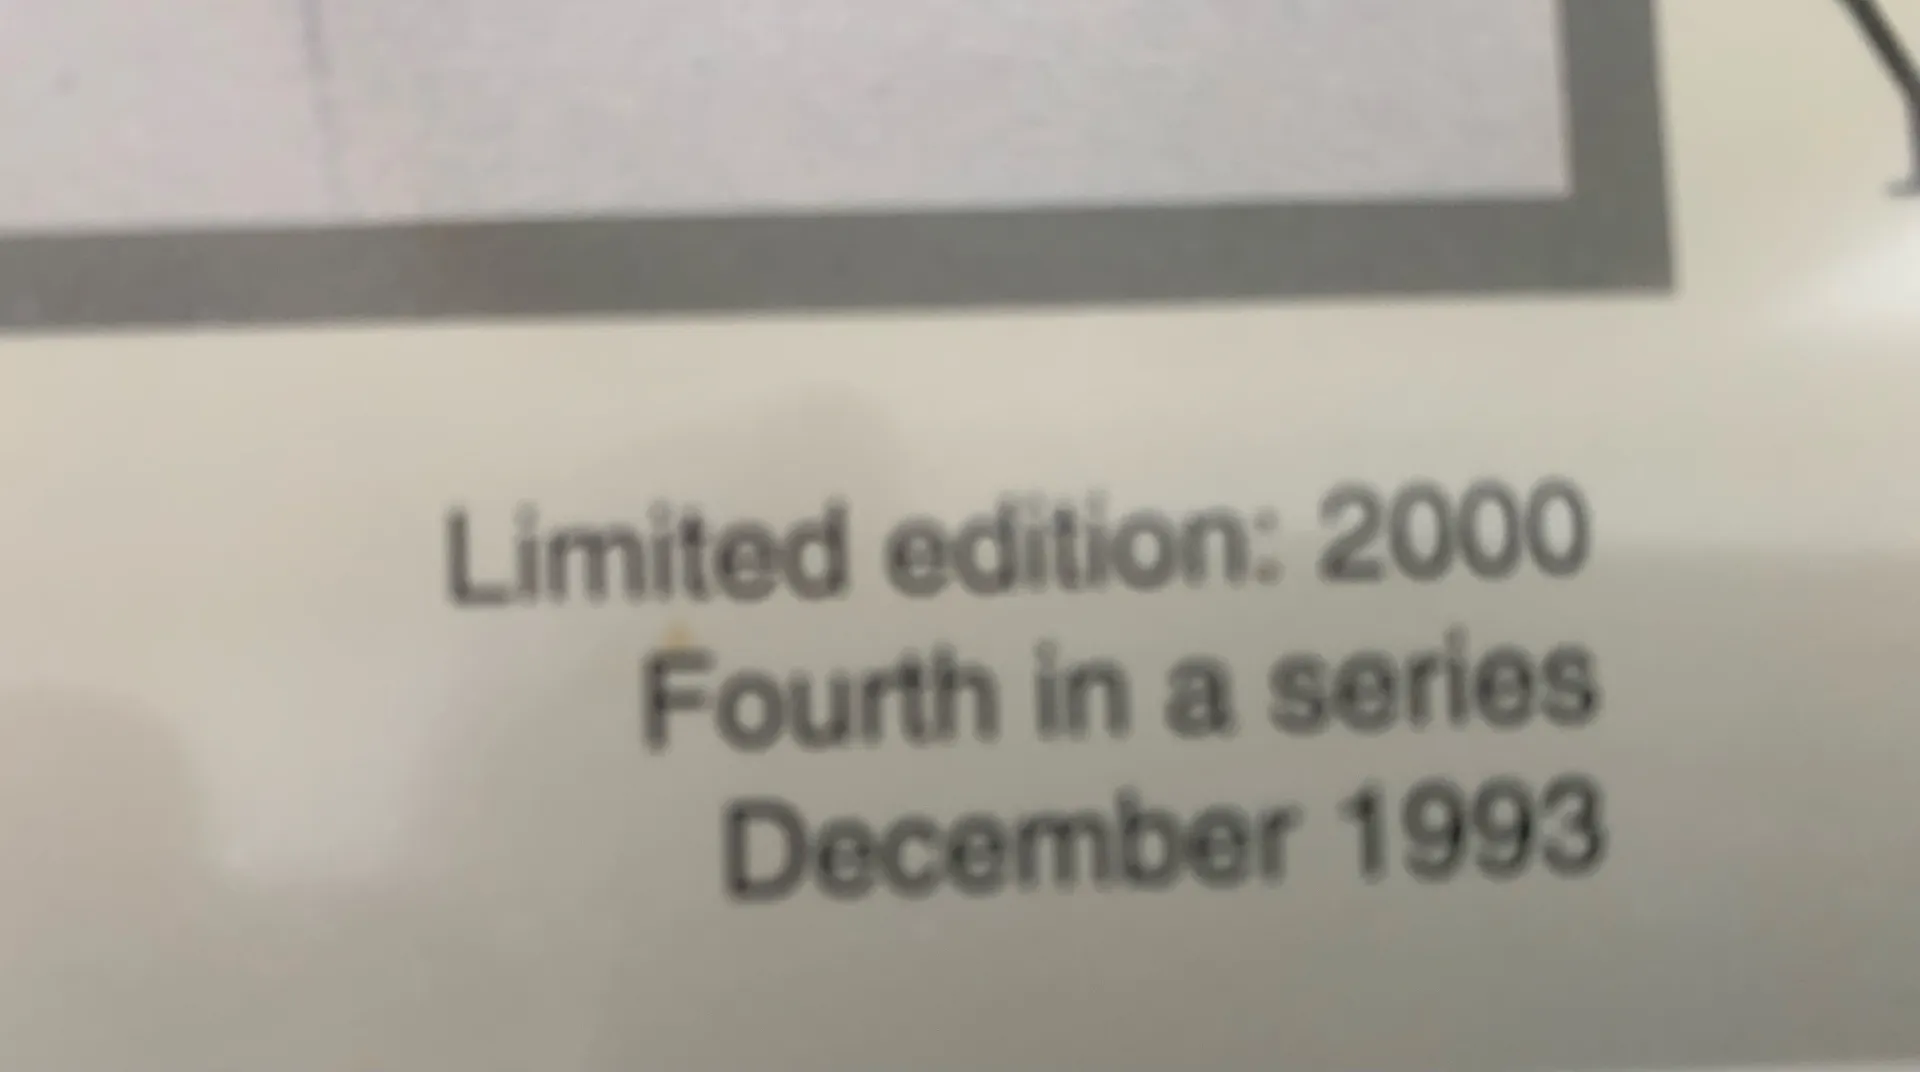 Limited edition: 2000
Fourth in a series
December 1993